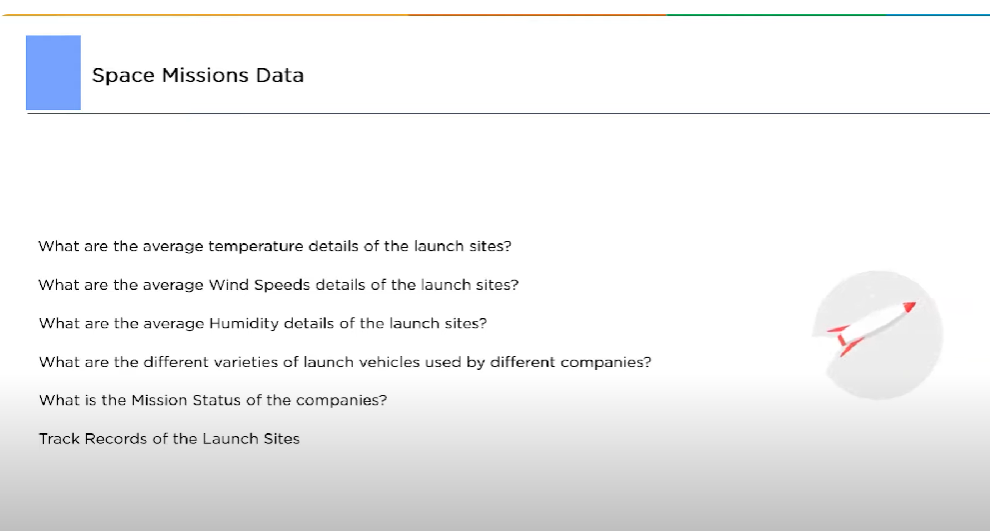 Space Missions Data
What are the average temperature details of the launch sites?
What are the average Wind Speeds details of the launch sites?
What are the average Humidity details of the launch sites?
What are the different varieties of launch vehicles used by different companies?
What is the Mission Status of the companies?
Track Records of the Launch Sites